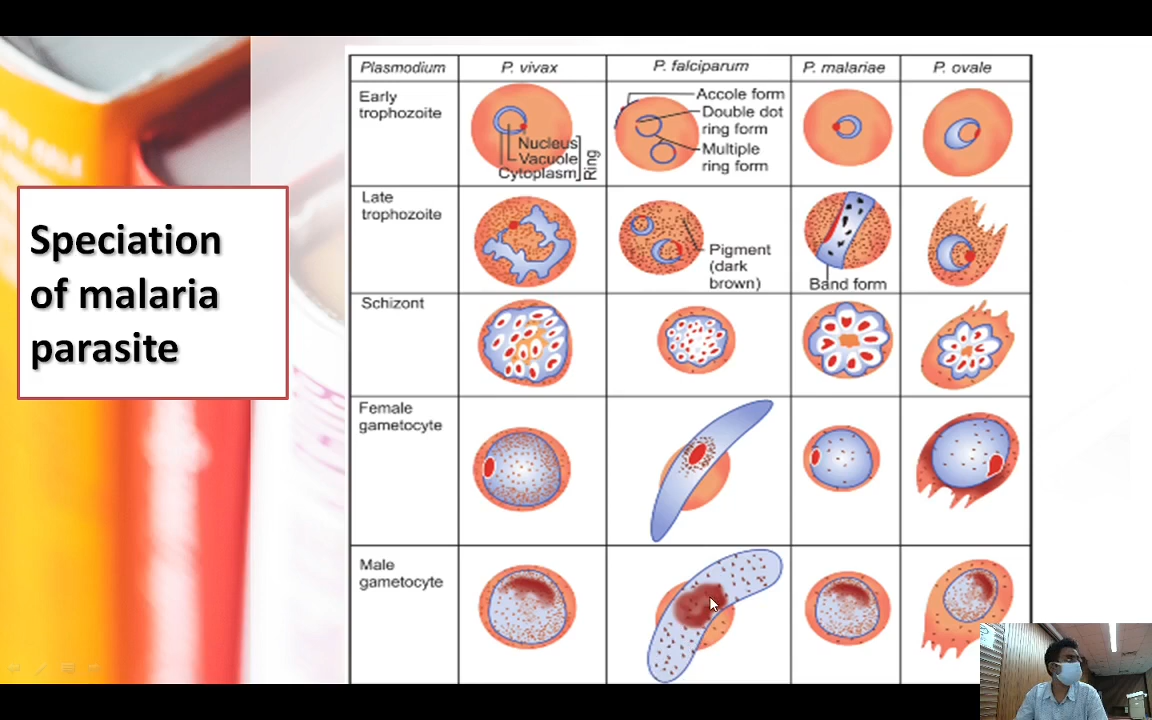 Speciation
of malaria
parasite
Plasmodium
P. vivax
P. falciparum
P. malariae
P. ovale
Early
trophozoite
Nucleus
Vacuole
Cytoplasm
Ring
Accole form
Double dot
ring form
Multiple
ring form
Late
trophozoite
Pigment
(dark
brown)
Band form
Schizont
Female
gametocyte
Male
gametocyte